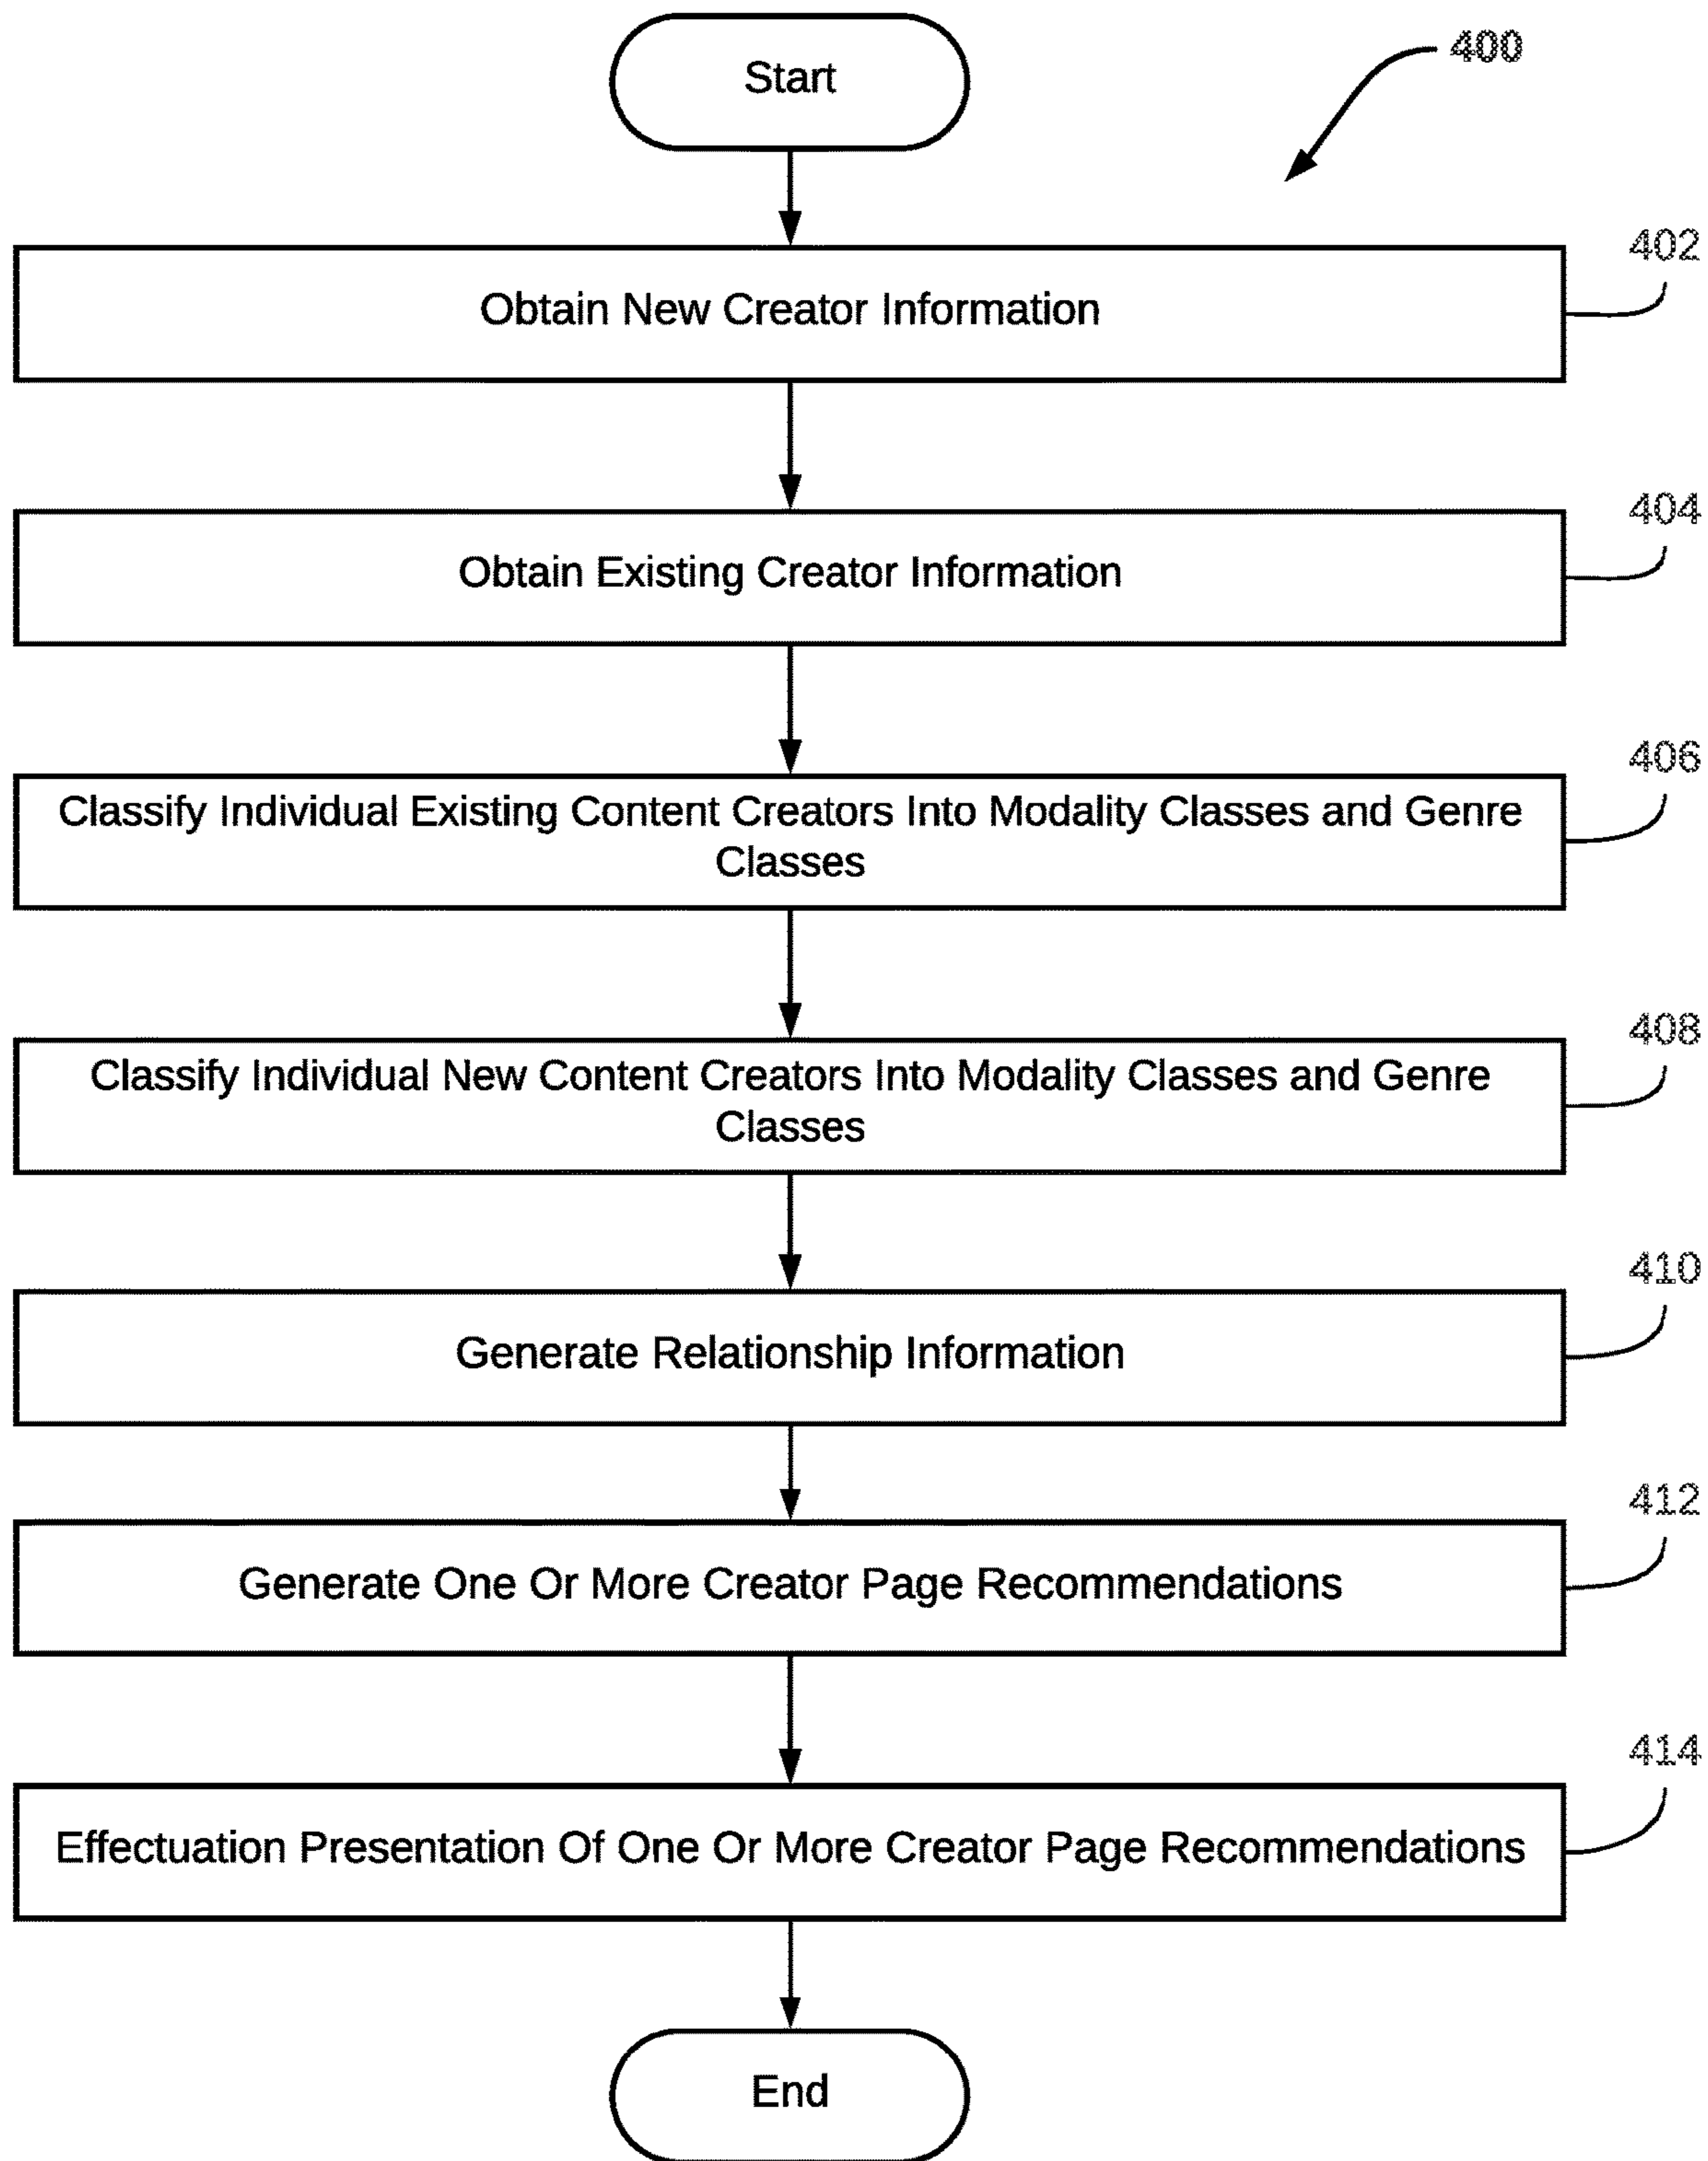 Start
400
402
Obtain New Creator Information
404
Obtain Existing Creator Information
406
Classify Individual Existing Content Creators Into Modality Classes and Genre
Classes
408
Classify Individual New Content Creators Into Modality Classes and Genre
Classes
410
Generate Relationship Information
412
Generate One Or More Creator Page Recommendations
414
Effectuation Presentation Of One Or More Creator Page Recommendations
End